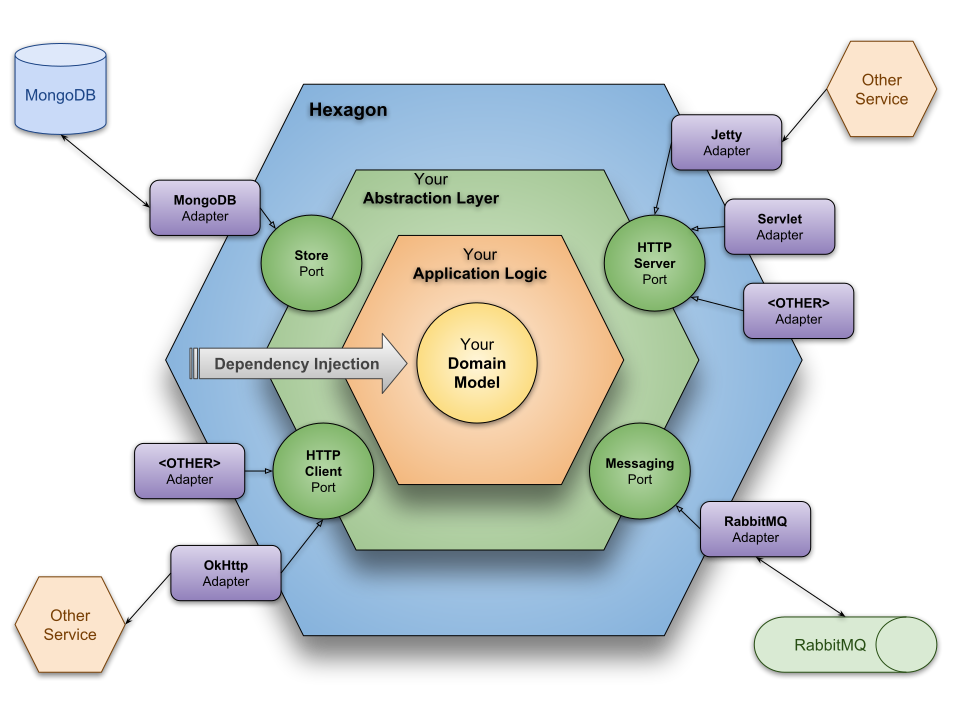 Other
Service
MongoDB
Hexagon
Jetty
Adapter
Your
Abstraction Layer
MongoDB
Adapter
Servlet
Adapter
Store
Port
Your
Application Logic
HTTP
Server
Port
<OTHER>
Adapter
Dependency Injection
Your
Domain
Model
<OTHER>
Adapter
HTTP
Client
Port
Messaging
Port
RabbitMQ
Adapter
OkHttp
Adapter
Other
Service
RabbitMQ